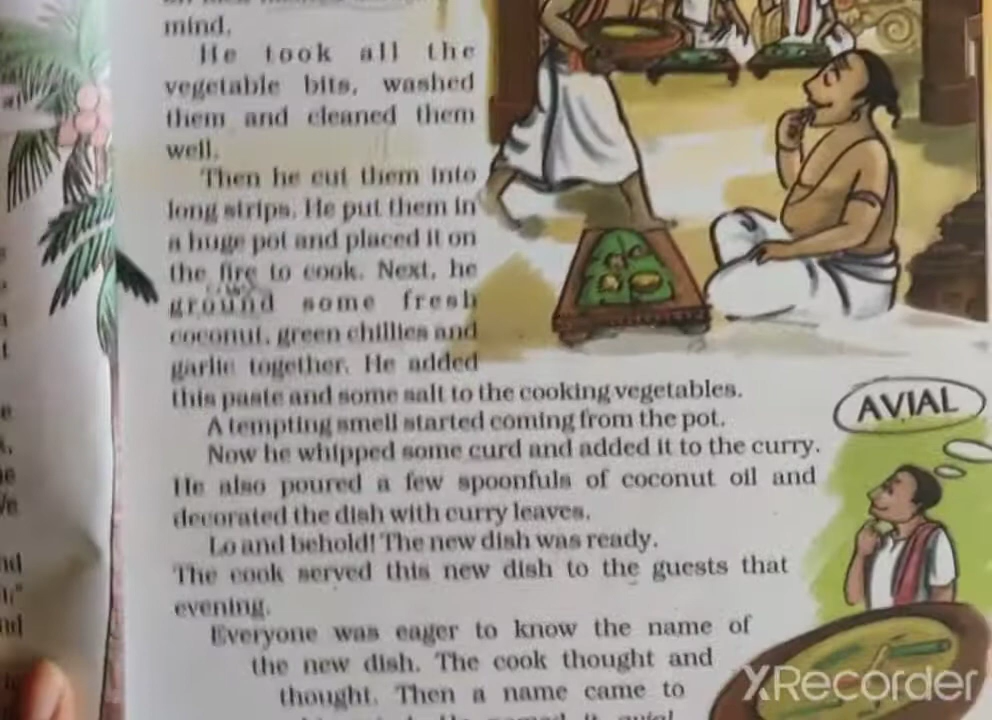 mind.
He took all the
vegetable bits, washed
them and cleaned them
well.
Then he cut them into
long strips. He put them in
a huge pot and placed it on
the fire to cook. Next, he
ground some fresh
coconut, green chillies and
garlic together. He added
this paste and some salt to the cooking vegetables.
A tempting smell started coming from the pot.
Now he whipped some curd and added it to the curry.
He also poured a few spoonfuls of coconut oil and
decorated the dish with curry leaves.
Lo and behold! The new dish was ready.
The cook served this new dish to the guests that
evening.
Everyone was eager to know the name of
the new dish. The cook thought and
thought. Then a name came to
AVIAL
XRecorder